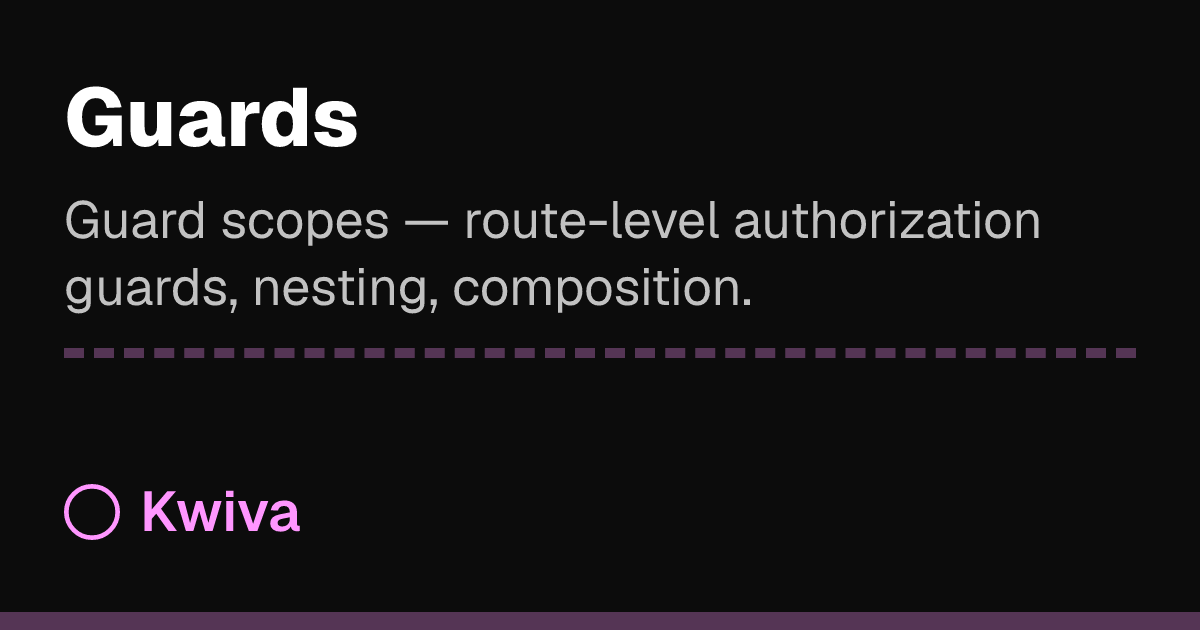 Guards
Guard scopes — route-level authorization
guards, nesting, composition.
Kwiva